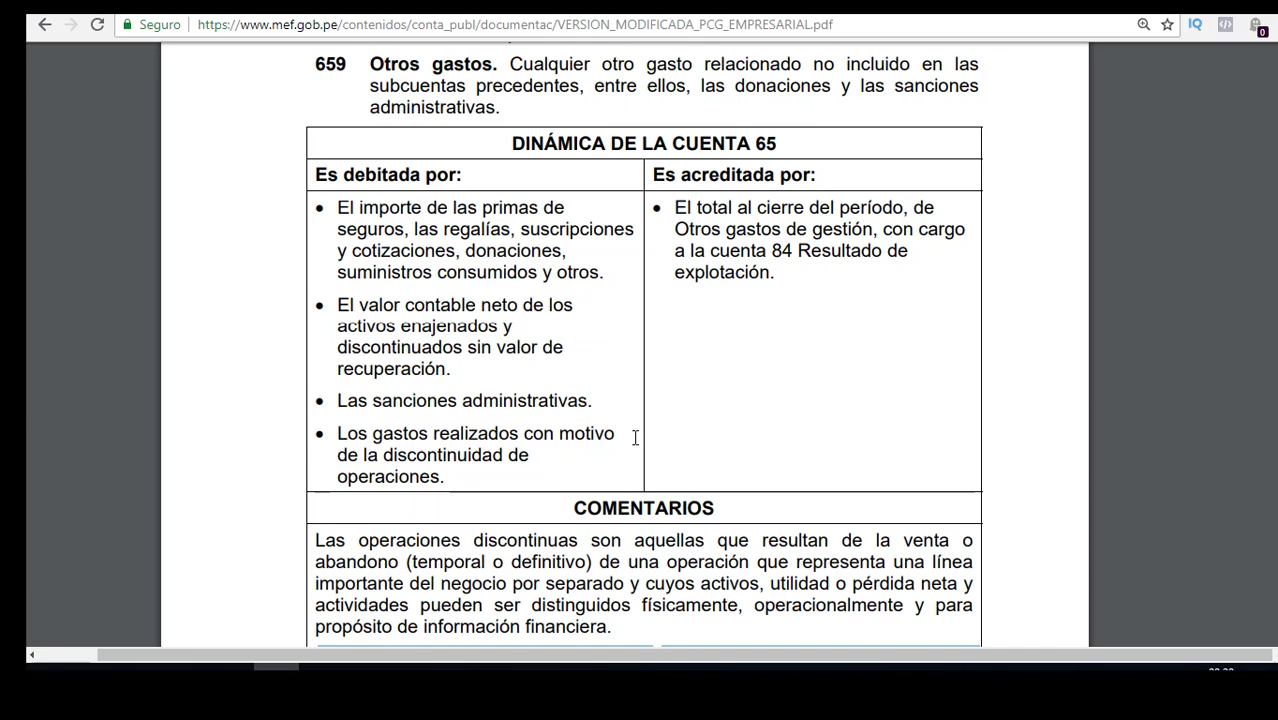 Seguro
https://www.mef.gob.pe/contenidos/conta_publ/documentac/VERSION_MODIFICADA_PCG_EMPRESARIAL.pdf
IQ
0
659 Otros gastos. Cualquier otro gasto relacionado no incluido en las
subcuentas precedentes, entre ellos, las donaciones y las sanciones
administrativas.
DINÁMICA DE LA CUENTA 65
Es debitada por:
• El importe de las primas de
seguros, las regalías, suscripciones
y cotizaciones, donaciones,
suministros consumidos y otros.
• El valor contable neto de los
activos enajenados y
discontinuados sin valor de
recuperación.
• Las sanciones administrativas.
• Los gastos realizados con motivo
de la discontinuidad de
operaciones.
Es acreditada por:
• El total al cierre del período, de
Otros gastos de gestión, con cargo
a la cuenta 84 Resultado de
explotación.
COMENTARIOS
Las operaciones discontinuas son aquellas que resultan de la venta o
abandono (temporal o definitivo) de una operación que representa una línea
importante del negocio por separado y cuyos activos, utilidad o pérdida neta y
actividades pueden ser distinguidos físicamente, operacionalmente y para
propósito de información financiera.